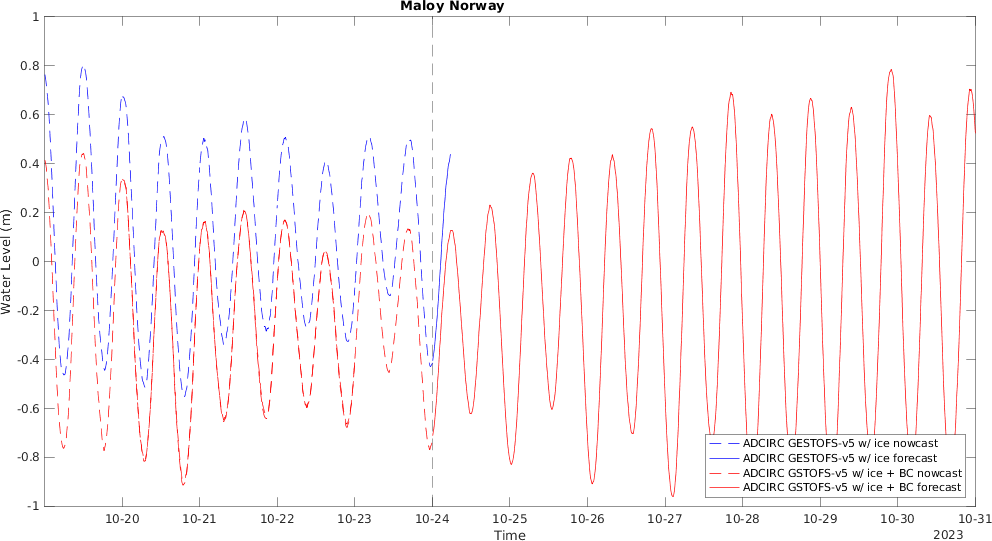 Maloy Norway
Water Level (m)
1
0.8
0.6
0.4
0.2
0
-0.2
-0.4
-0.6
-0.8
-1
ADCIRC GESTOFS-v5 w/ ice nowcast
ADCIRC GESTOFS-v5 w/ ice forecast
ADCIRC GSTOFS-v5 w/ ice + BC nowcast
ADCIRC GSTOFS-v5 w/ ice + BC forecast
10-20 10-21 10-22 10-23 10-24 10-25 10-26 10-27 10-28 10-29 10-30 10-31
Time
2023